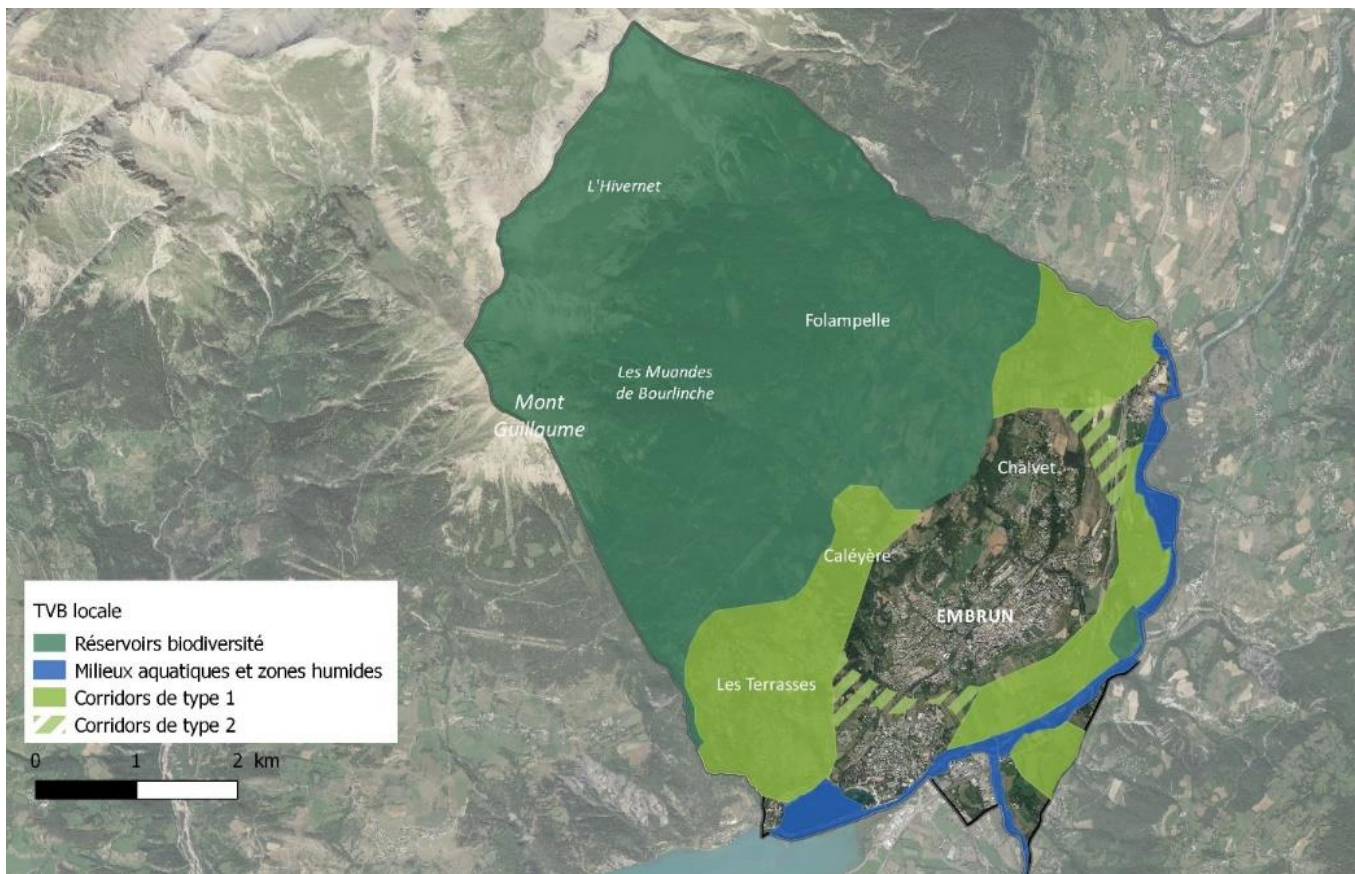 L'Hivernet
Folampelle
Les Muandes
de Bourlinche
Mont
Guillaume
Chalvet
Caléyère
EMBRUN
Les Terrasses
TVB locale
Réservoirs biodiversité
Milieux aquatiques et zones humides
Corridors de type 1
Corridors de type 2
0 1 2 km